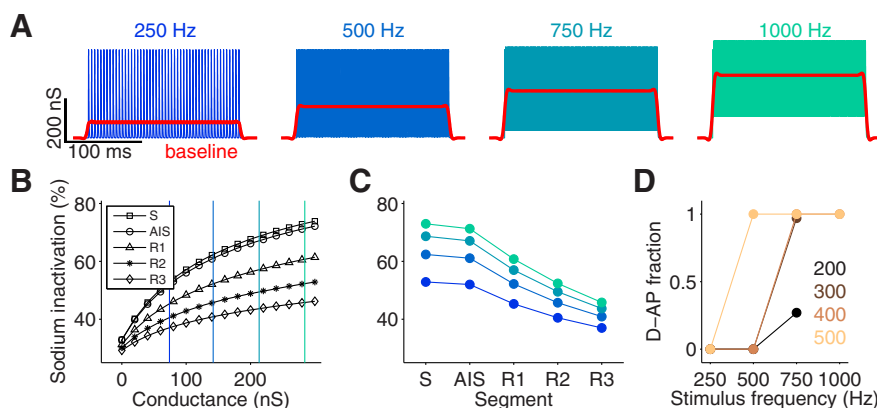 A
250 Hz
500 Hz
750 Hz
1000 Hz
200 nS
100 ms
baseline
B
C
D
Sodium inactivation (%)
80
60
40
S
AIS
R1
R2
R3
0
100
200
Conductance (nS)
80
60
40
S
AIS
R1
R2
R3
Segment
D-AP fraction
1
0.5
0
200
300
400
500
250
500
750
1000
Stimulus frequency (Hz)